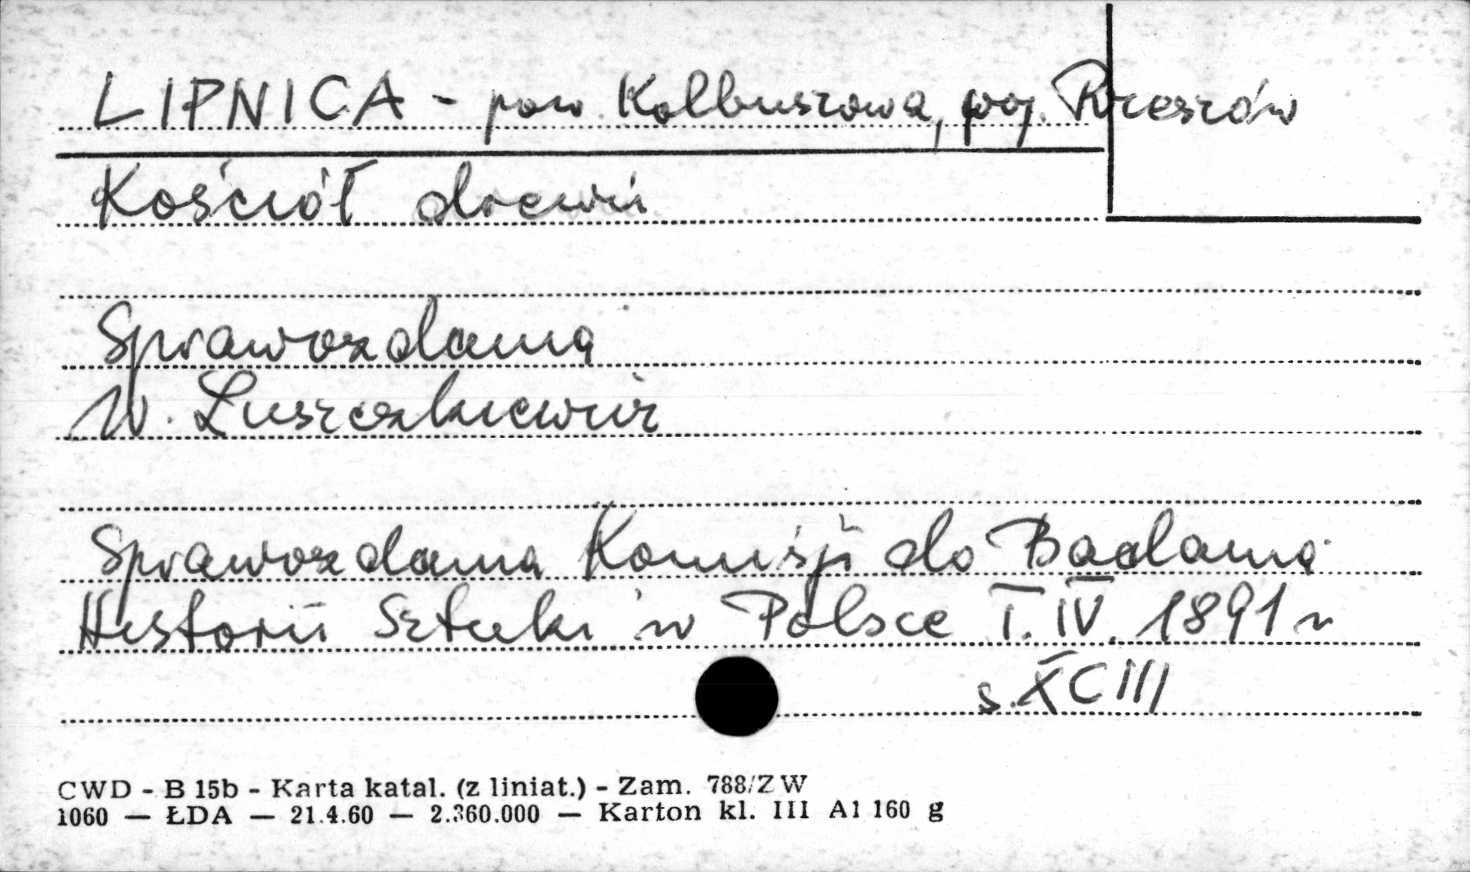 LIPNICA - pow. Kolbuszowa, woj. Rzeszów
Kościół drewn
Sprawozdania
W. Łuszczkiewicz
Sprawozdania Komisji do Badania
Historii Sztuki w Polsce T. IV. 1891 r
s. XCIII
CWD - B 15b - Karta katal. (z liniat.) - Zam. 788/ZW
1060 — ŁDA — 21.4.60 — 2.360.000 — Karton kl. III A1 160 g